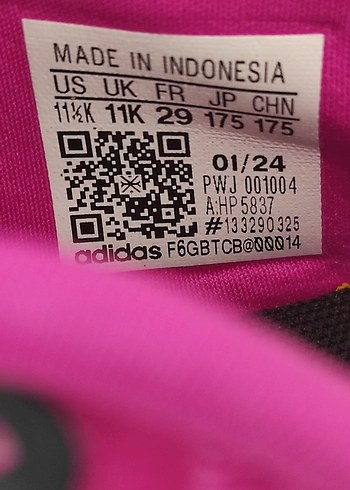 MADE IN INDONESIA
US UK FR JP CHN
11½K 11K 29 175 175
01/24
PWJ 001004
A:HP5837
#133290325
adidas F6GBTCB@00014